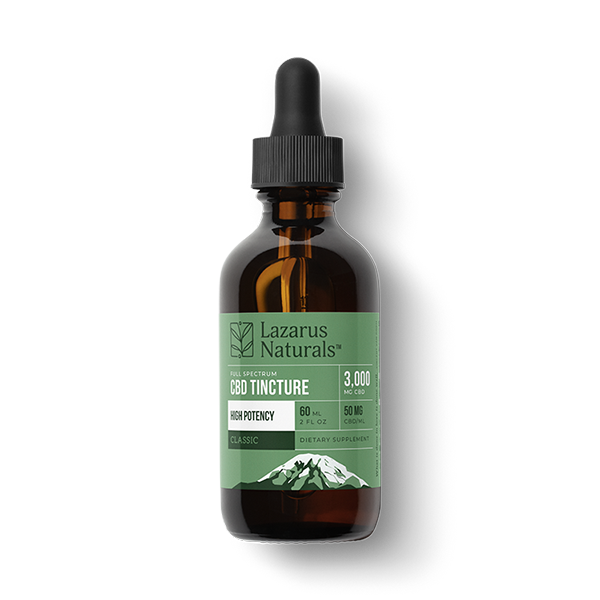 Lazarus
Naturals™
FULL SPECTRUM
CBD TINCTURE
3,000
MG CBD
HIGH POTENCY
60 ML
2 FL OZ
50 MG
CBD/ML
CLASSIC
DIETARY SUPPLEMENT